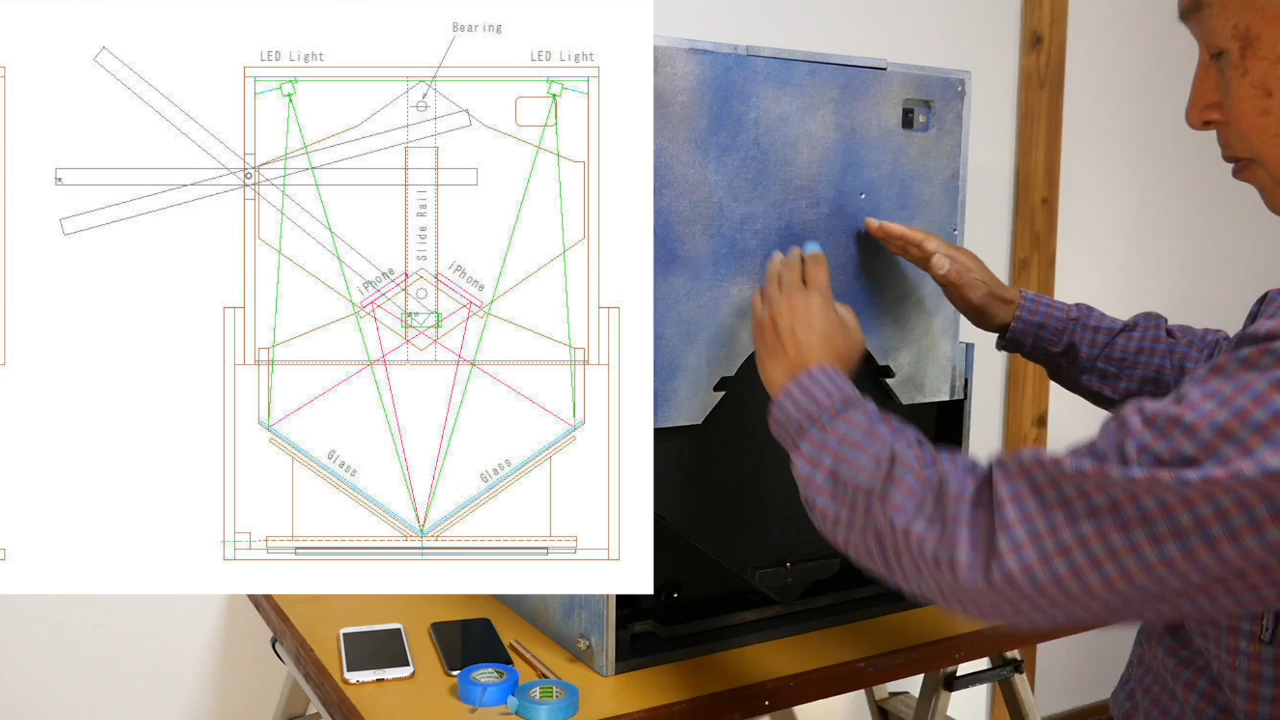 Bearing
LED Light
LED Light
Slide Rail
iPhone
iPhone
Glass
Glass